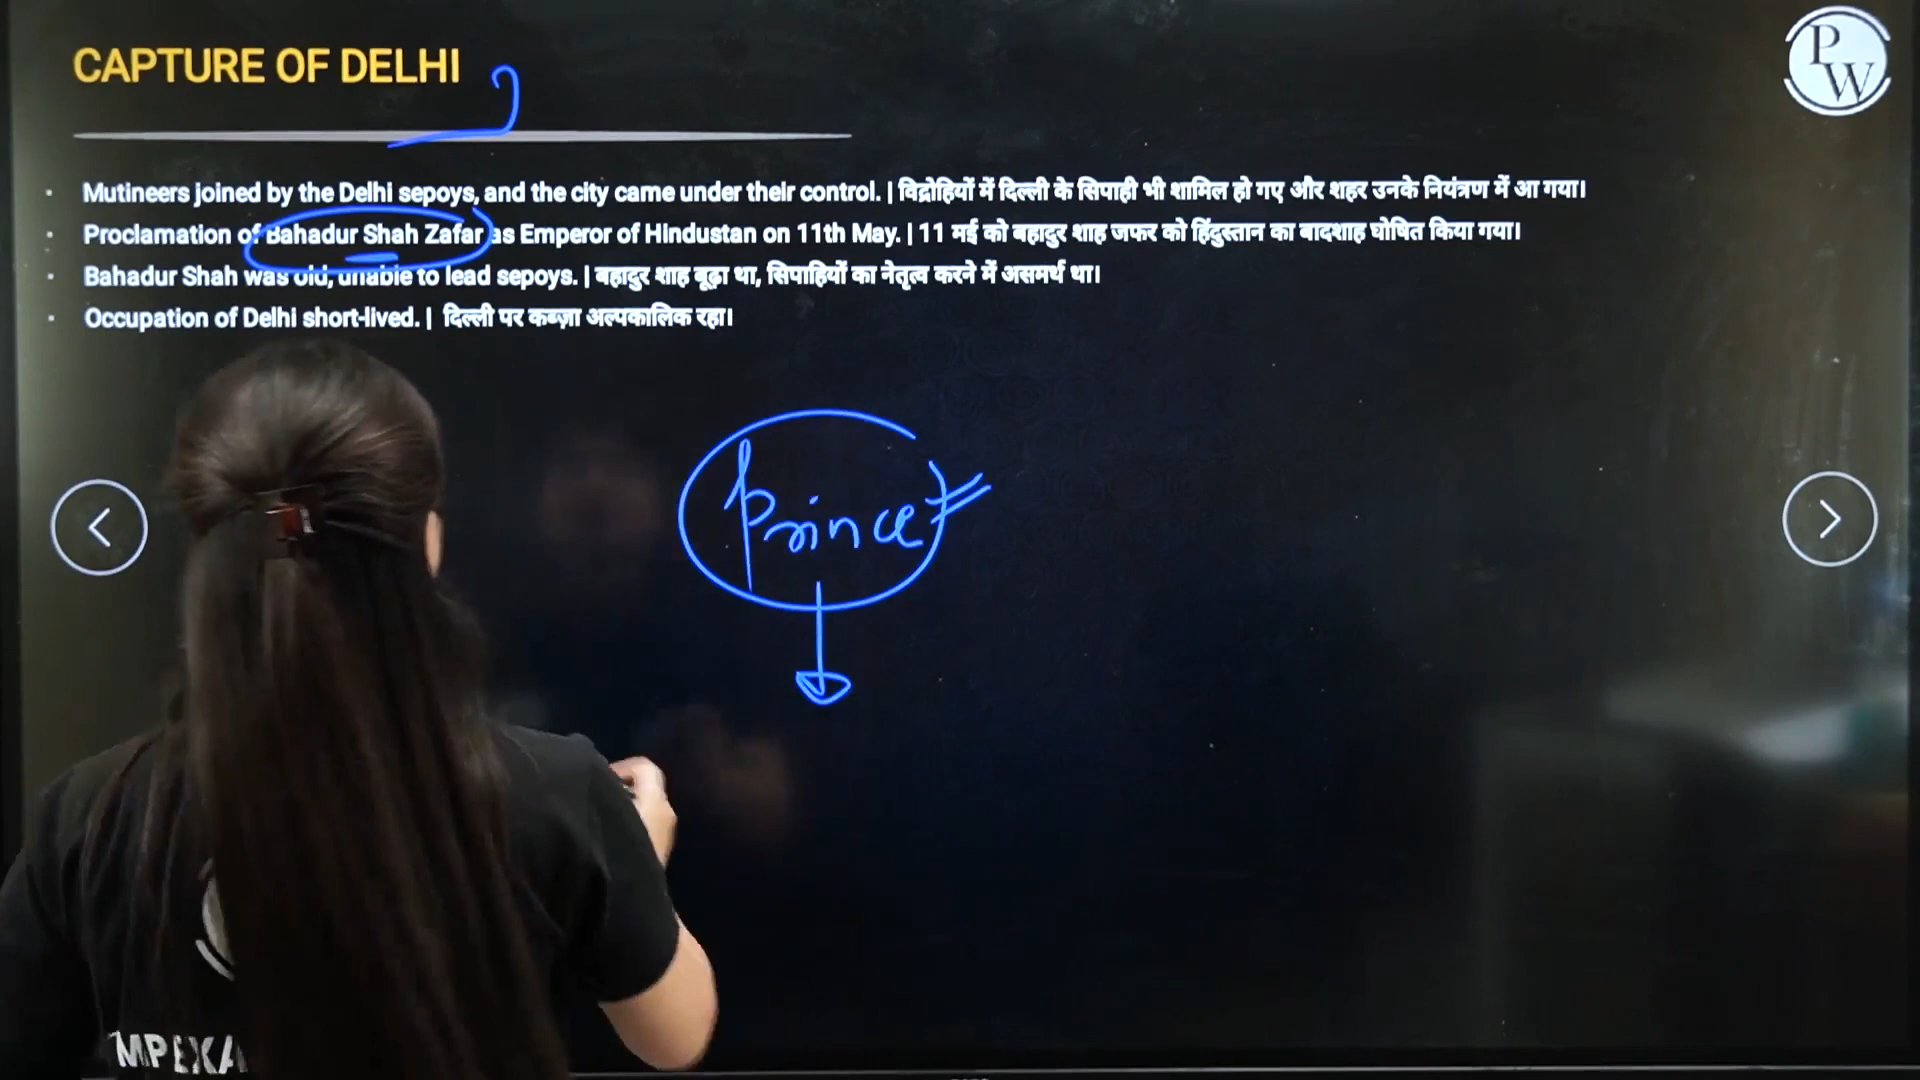 CAPTURE OF DELHI
PW
Mutineers joined by the Delhi sepoys, and the city came under their control. | विद्रोहियों में दिल्ली के सिपाही भी शामिल हो गए और शहर उनके नियंत्रण में आ गया।
Proclamation of Bahadur Shah Zafar as Emperor of Hindustan on 11th May. | 11 मई को बहादुर शाह जफर को हिंदुस्तान का बादशाह घोषित किया गया।
Bahadur Shah was old, unable to lead sepoys. | बहादुर शाह बूढ़ा था, सिपाहियों का नेतृत्व करने में असमर्थ था।
Occupation of Delhi short-lived. | दिल्ली पर कब्ज़ा अल्पकालिक रहा।
Prince